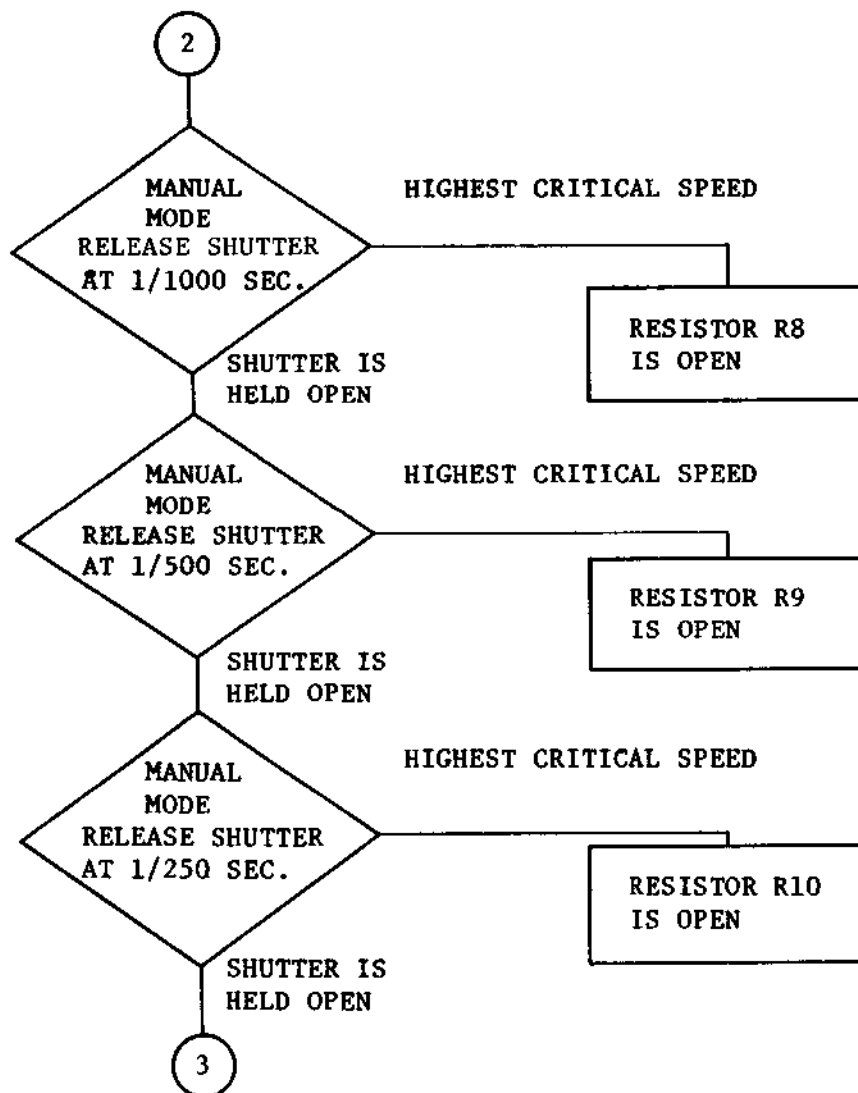 2
MANUAL
MODE
RELEASE SHUTTER
AT 1/1000 SEC.
HIGHEST CRITICAL SPEED
RESISTOR R8
IS OPEN
SHUTTER IS
HELD OPEN
MANUAL
MODE
RELEASE SHUTTER
AT 1/500 SEC.
HIGHEST CRITICAL SPEED
RESISTOR R9
IS OPEN
SHUTTER IS
HELD OPEN
MANUAL
MODE
RELEASE SHUTTER
AT 1/250 SEC.
HIGHEST CRITICAL SPEED
RESISTOR R10
IS OPEN
SHUTTER IS
HELD OPEN
3